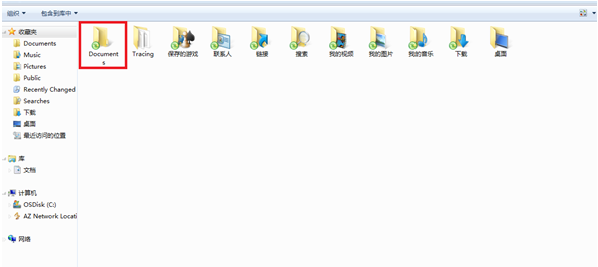 组织 包含到库中
收藏夹
Documents
Music
Pictures
Public
Recently Changed
Searches
下载
桌面
最近访问的位置
库
文档
计算机
OSDisk (C:)
AZ Network Locati
网络
Document Tracing 保存的游戏 联系人 链接 搜索 我的视频 我的图片 我的音乐 下载 桌面
s